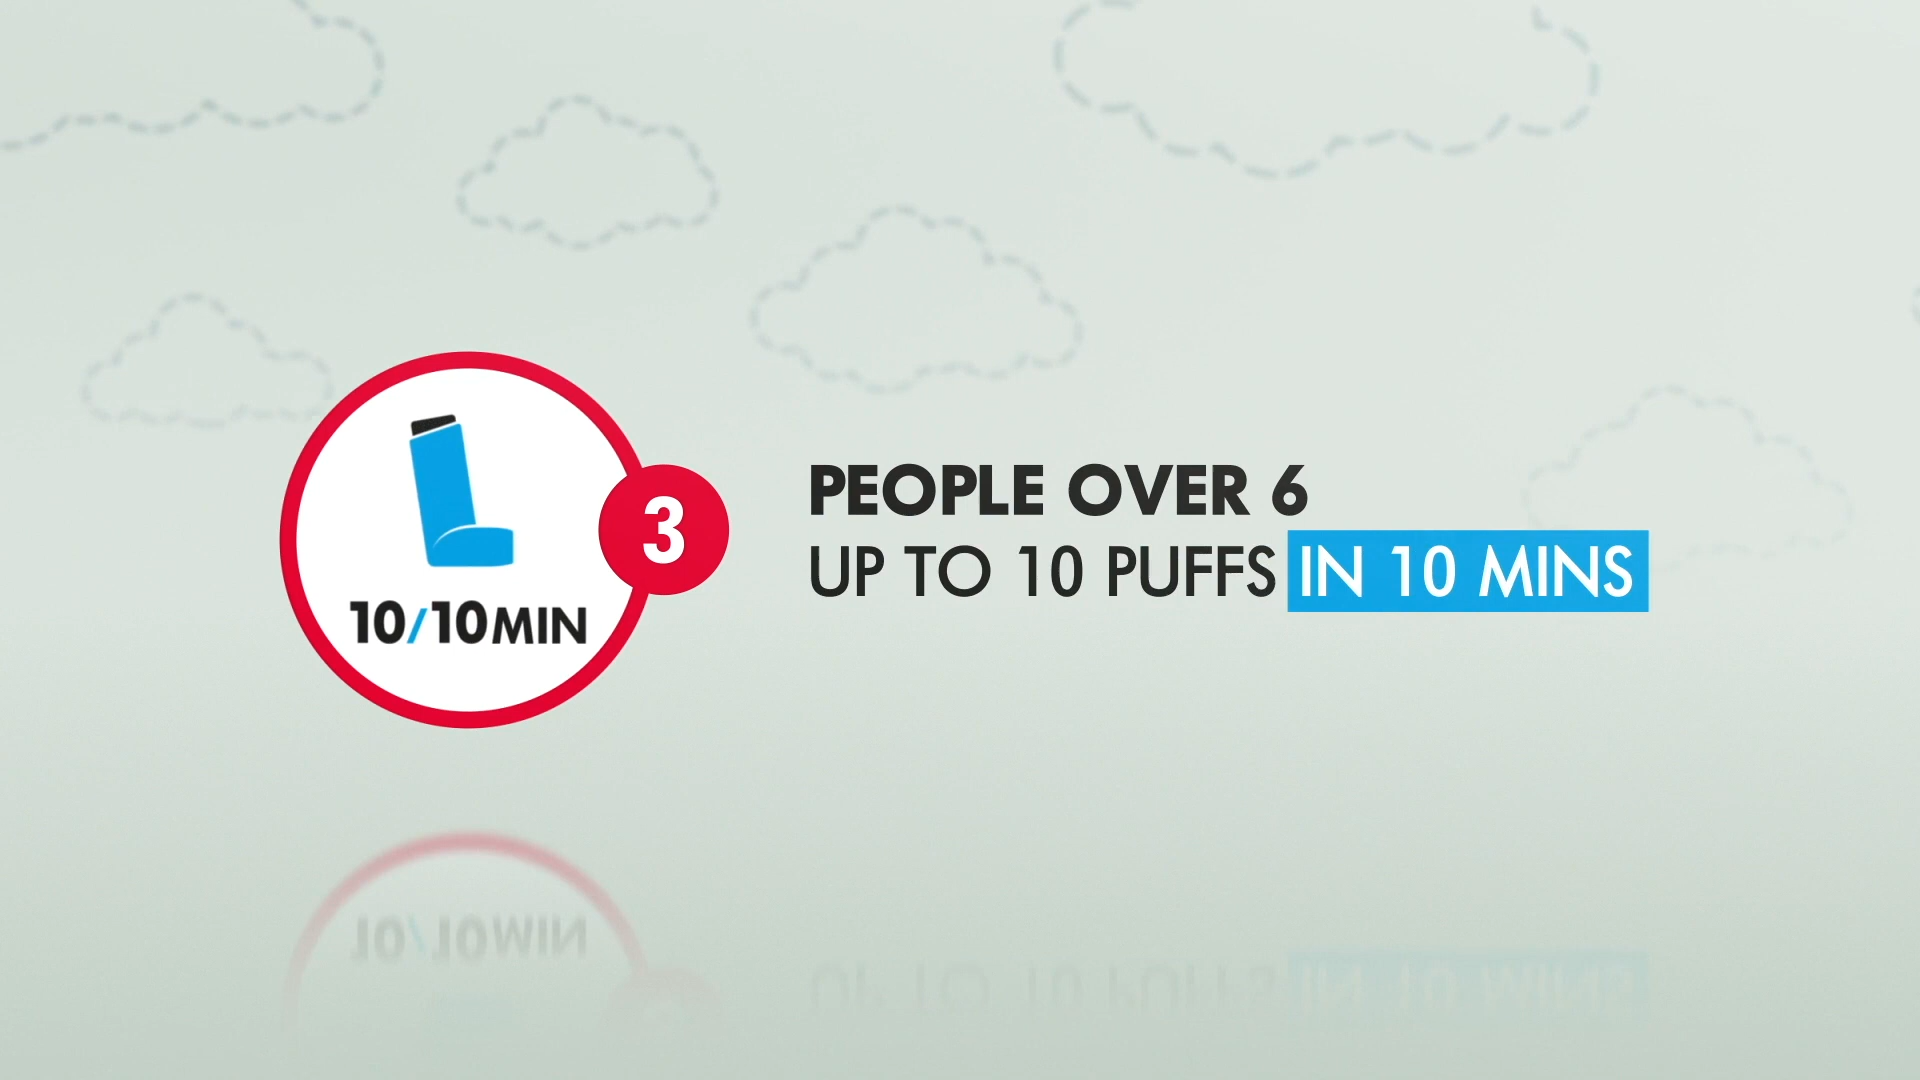 10/10MIN
3
PEOPLE OVER 6
UP TO 10 PUFFS IN 10 MINS